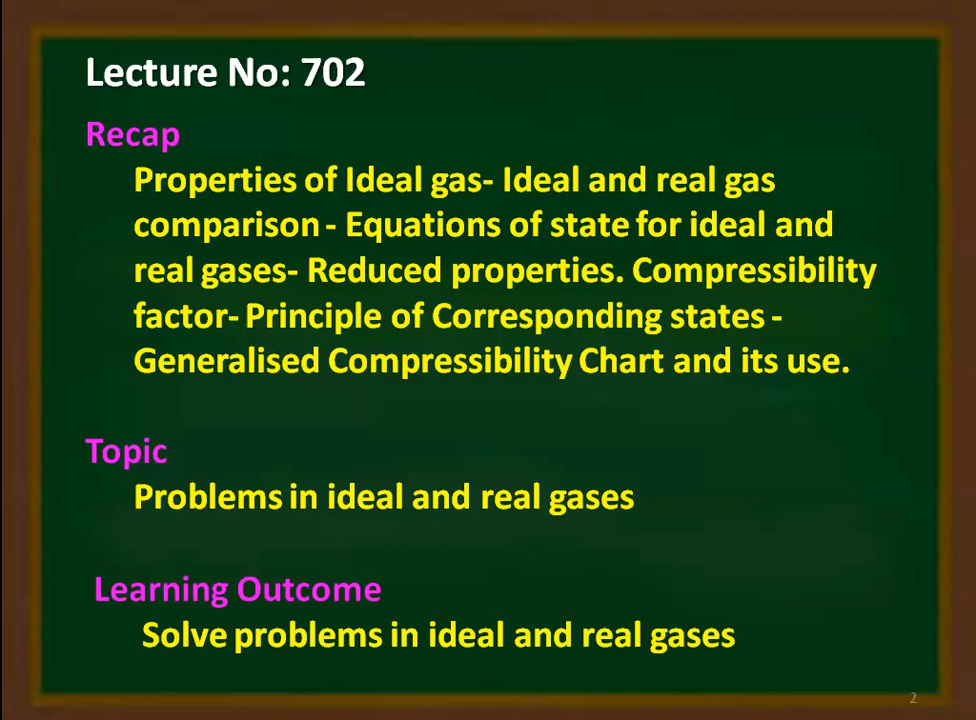 Lecture No: 702
Recap
Properties of Ideal gas- Ideal and real gas
comparison - Equations of state for ideal and
real gases- Reduced properties. Compressibility
factor- Principle of Corresponding states -
Generalised Compressibility Chart and its use.
Topic
Problems in ideal and real gases
Learning Outcome
Solve problems in ideal and real gases
2